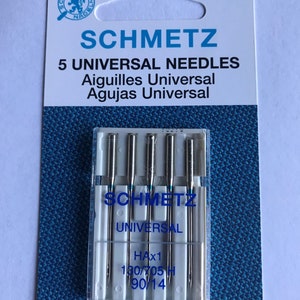 SCHMETZ
5 UNIVERSAL NEEDLES
Aiguilles Universal
Agujas Universal
SCHMETZ
UNIVERSAL
HAx1
130/705 H
90/14